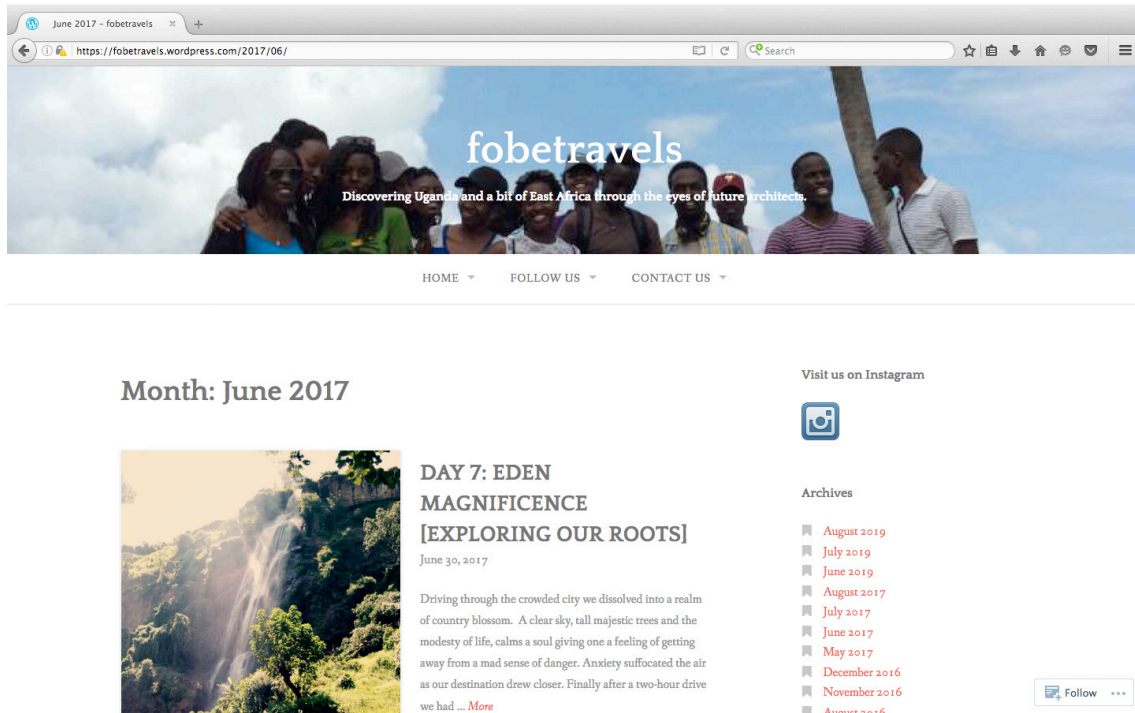 June 2017 – fobetravels
https://fobetravels.wordpress.com/2017/06/
Search
fobetravels
Discovering Uganda and a bit of East Africa through the eyes of future architects.
HOME
FOLLOW US
CONTACT US
Month: June 2017
DAY 7: EDEN
MAGNIFICENCE
[EXPLORING OUR ROOTS]
June 30, 2017
Driving through the crowded city we dissolved into a realm
of country blossom. A clear sky, tall majestic trees and the
modesty of life, calms a soul giving one a feeling of getting
away from a mad sense of danger. Anxiety suffocated the air
as our destination drew closer. Finally after a two-hour drive
we had ... More
Visit us on Instagram
Archives
August 2019
July 2019
June 2019
August 2017
July 2017
June 2017
May 2017
December 2016
November 2016
August 2016
Follow